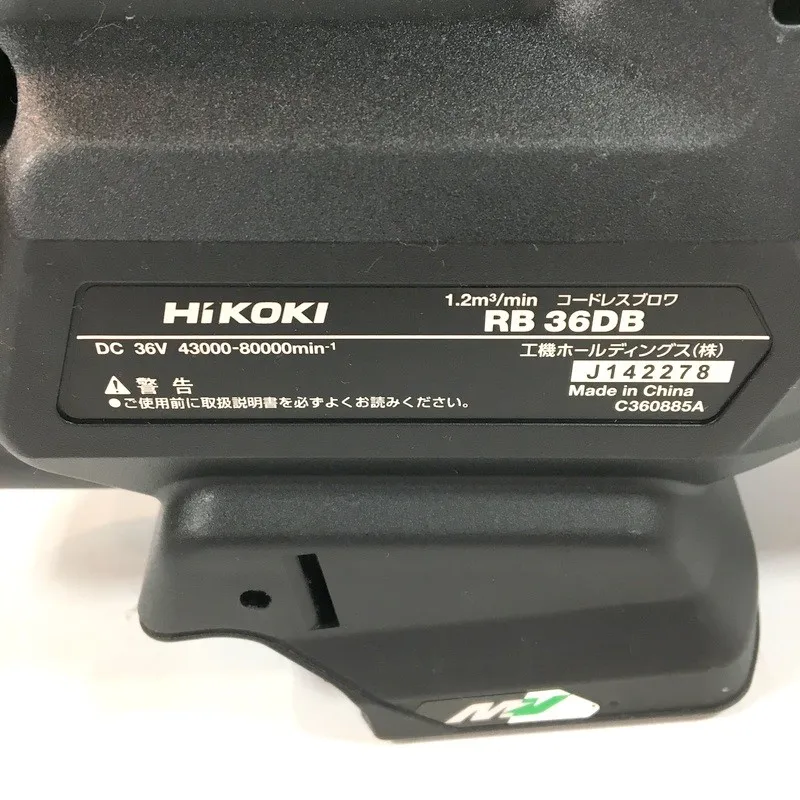 HiKOKI
1.2m³/min コードレスブロワ
RB 36DB
DC 36V 43000-80000min⁻¹
工機ホールディングス(株)
J142278
Made in China
C360885A
警告
●ご使用前に取扱説明書を必ずよくお読みください。
MV